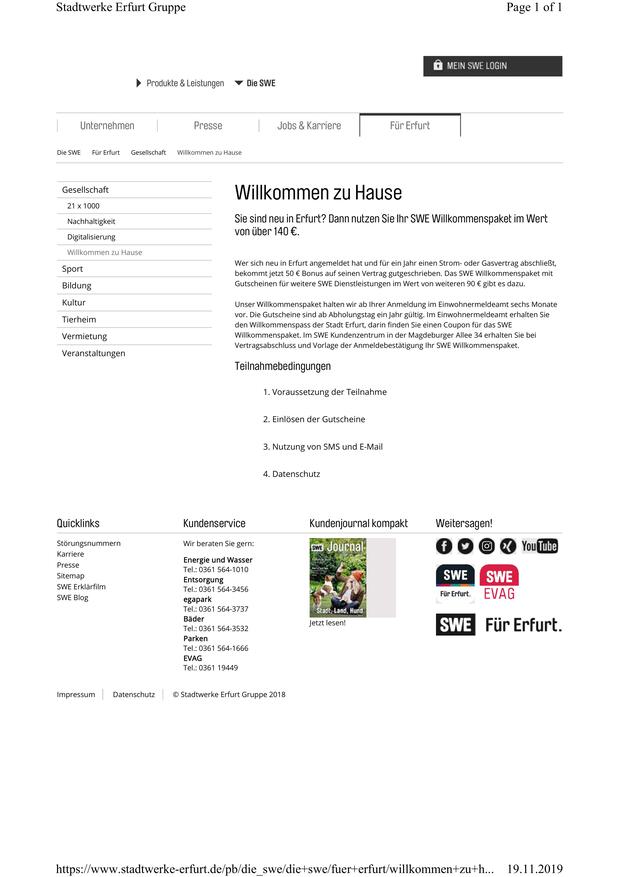 Stadtwerke Erfurt Gruppe
Page 1 of 1
MEIN SWE LOGIN
Produkte & Leistungen
Die SWE
Unternehmen
Presse
Jobs & Karriere
Für Erfurt
Die SWE Für Erfurt Gesellschaft Willkommen zu Hause
Gesellschaft
21 x 1000
Nachhaltigkeit
Digitalisierung
Willkommen zu Hause
Sport
Bildung
Kultur
Tierheim
Vermietung
Veranstaltungen
Willkommen zu Hause
Sie sind neu in Erfurt? Dann nutzen Sie Ihr SWE Willkommenspaket im Wert
von über 140 €.
Wer sich neu in Erfurt angemeldet hat und für ein Jahr einen Strom- oder Gasvertrag abschließt,
bekommt jetzt 50 € Bonus auf seinen Vertrag gutgeschrieben. Das SWE Willkommenspaket mit
Gutscheinen für weitere SWE Dienstleistungen im Wert von weiteren 90 € gibt es dazu.
Unser Willkommenspaket halten wir ab Ihrer Anmeldung im Einwohnermeldeamt sechs Monate
vor. Die Gutscheine sind ab Abholungstag ein Jahr gültig. Im Einwohnermeldeamt erhalten Sie
den Willkommenspass der Stadt Erfurt, darin finden Sie einen Coupon für das SWE
Willkommenspaket. Im SWE Kundenzentrum in der Magdeburger Allee 34 erhalten Sie bei
Vertragsabschluss und Vorlage der Anmeldebestätigung Ihr SWE Willkommenspaket.
Teilnahmebedingungen
1. Voraussetzung der Teilnahme
2. Einlösen der Gutscheine
3. Nutzung von SMS und E-Mail
4. Datenschutz
Quicklinks
Störungsnummern
Karriere
Presse
Sitemap
SWE Erklärfilm
SWE Blog
Kundenservice
Wir beraten Sie gern:
Energie und Wasser
Tel.: 0361 564-1010
Entsorgung
Tel.: 0361 564-3456
egapark
Tel.: 0361 564-3737
Bäder
Tel.: 0361 564-3532
Parken
Tel.: 0361 564-1666
EVAG
Tel.: 0361 19449
Kundenjournal kompakt
SWE Journal
Stadt, Land, Hund
Jetzt lesen!
Weitersagen!
YouTube
SWE
Für Erfurt.
SWE
EVAG
SWE Für Erfurt.
Impressum
Datenschutz
© Stadtwerke Erfurt Gruppe 2018
https://www.stadtwerke-erfurt.de/pb/die_swe/die+swe/fuer+erfurt/willkommen+zu+h...
19.11.2019